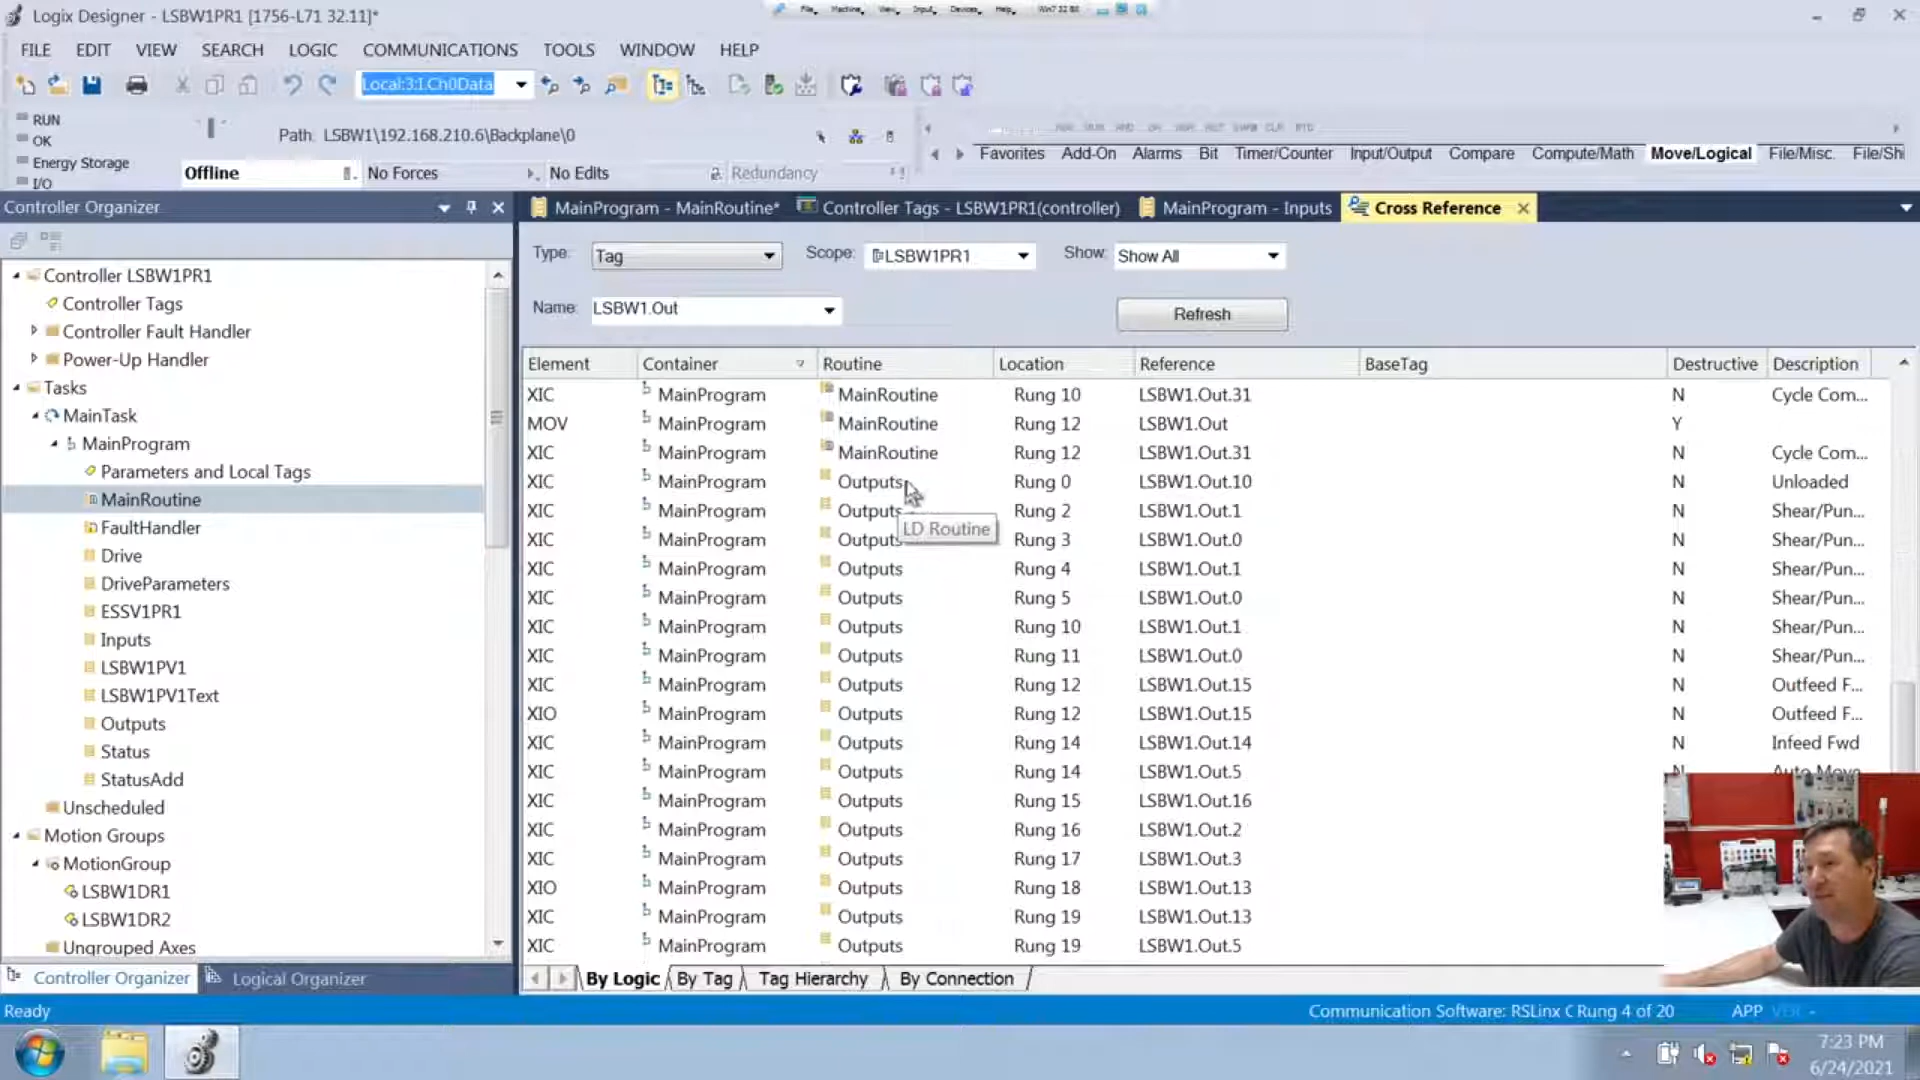 Logix Designer - LSBW1PR1 [1756-L71 32.11]*
File, Machine, View, Input, Devices, Help, Win7 32 Bit
FILE EDIT VIEW SEARCH LOGIC COMMUNICATIONS TOOLS WINDOW HELP
Local:3:I.Ch0Data
RUN
OK
Energy Storage
I/O
Path: LSBW1\192.168.210.6\Backplane\0
Offline No Forces No Edits Redundancy
Favorites Add-On Alarms Bit Timer/Counter Input/Output Compare Compute/Math Move/Logical File/Misc. File/Shi
Controller Organizer
MainProgram - MainRoutine* Controller Tags - LSBW1PR1(controller) MainProgram - Inputs Cross Reference
Controller LSBW1PR1
Controller Tags
Controller Fault Handler
Power-Up Handler
Tasks
MainTask
MainProgram
Parameters and Local Tags
MainRoutine
FaultHandler
Drive
DriveParameters
ESSV1PR1
Inputs
LSBW1PV1
LSBW1PV1Text
Outputs
Status
StatusAdd
Unscheduled
Motion Groups
MotionGroup
LSBW1DR1
LSBW1DR2
Ungrouped Axes
Controller Organizer Logical Organizer
Type: Tag Scope: LSBW1PR1 Show: Show All
Name: LSBW1.Out Refresh
Element Container Routine Location Reference BaseTag Destructive Description
XIC MainProgram MainRoutine Rung 10 LSBW1.Out.31 N Cycle Com...
MOV MainProgram MainRoutine Rung 12 LSBW1.Out Y
XIC MainProgram MainRoutine Rung 12 LSBW1.Out.31 N Cycle Com...
XIC MainProgram Outputs Rung 0 LSBW1.Out.10 N Unloaded
XIC MainProgram Outputs Rung 2 LSBW1.Out.1 N Shear/Pun...
LD Routine
XIC MainProgram Outputs Rung 3 LSBW1.Out.0 N Shear/Pun...
XIC MainProgram Outputs Rung 4 LSBW1.Out.1 N Shear/Pun...
XIC MainProgram Outputs Rung 5 LSBW1.Out.0 N Shear/Pun...
XIC MainProgram Outputs Rung 10 LSBW1.Out.1 N Shear/Pun...
XIC MainProgram Outputs Rung 11 LSBW1.Out.0 N Shear/Pun...
XIC MainProgram Outputs Rung 12 LSBW1.Out.15 N Outfeed F...
XIO MainProgram Outputs Rung 12 LSBW1.Out.15 N Outfeed F...
XIC MainProgram Outputs Rung 14 LSBW1.Out.14 N Infeed Fwd
XIC MainProgram Outputs Rung 14 LSBW1.Out.5 N Auto Move
XIC MainProgram Outputs Rung 15 LSBW1.Out.16
XIC MainProgram Outputs Rung 16 LSBW1.Out.2
XIC MainProgram Outputs Rung 17 LSBW1.Out.3
XIO MainProgram Outputs Rung 18 LSBW1.Out.13
XIC MainProgram Outputs Rung 19 LSBW1.Out.13
XIC MainProgram Outputs Rung 19 LSBW1.Out.5
By Logic By Tag Tag Hierarchy By Connection
Ready Communication Software: RSLinx C Rung 4 of 20 APP VER
7:23 PM
6/24/2021